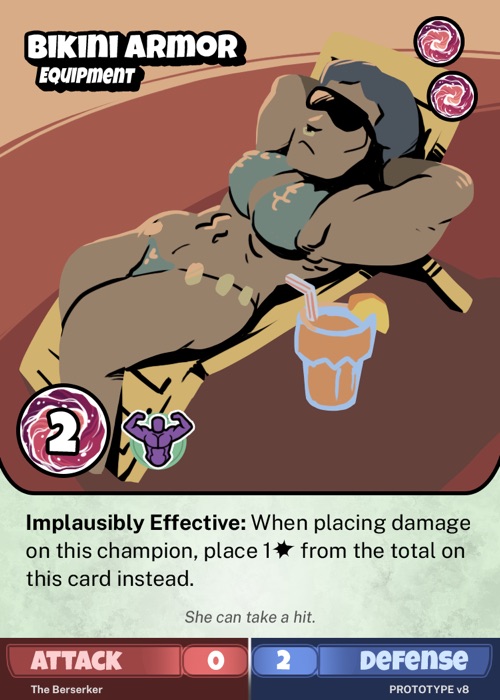 BIKINI ARMOR
EQUIPMENT
2
Implausibly Effective: When placing damage
on this champion, place 1 from the total on
this card instead.
She can take a hit.
ATTACK 0 2 DEFENSE
The Berserker PROTOTYPE v8